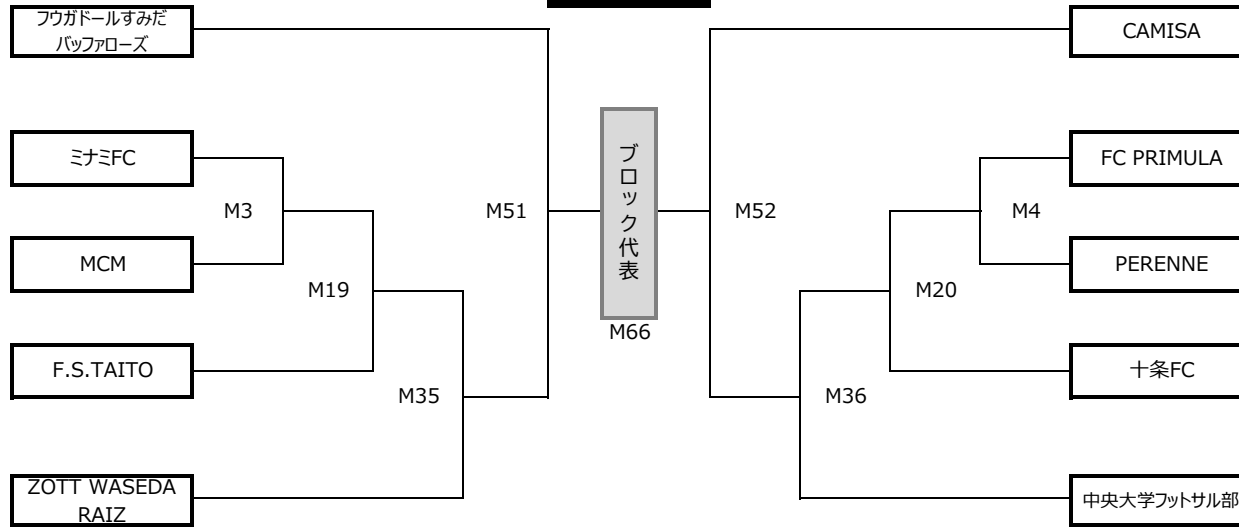 フウガドールすみだ
バッファローズ
CAMISA
ミナミFC
FC PRIMULA
M3
M51
ブロック代表
M52
M4
MCM
PERENNE
M19
M20
M66
F.S.TAITO
十条FC
M35
M36
ZOTT WASEDA
RAIZ
中央大学フットサル部